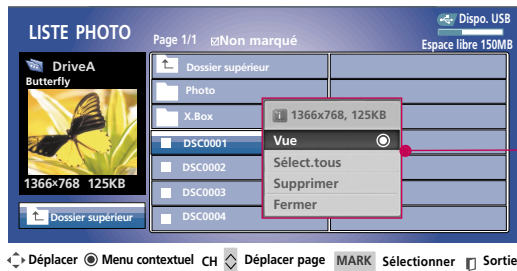 LISTE PHOTO
Page 1/1 ☑Non marqué
Dispo. USB
Espace libre 150MB
DriveA
Butterfly
1366×768 125KB
Dossier supérieur
Dossier supérieur
Photo
X.Box
DSC0001
DSC0002
DSC0003
DSC0004
1366x768, 125KB
Vue
Sélect.tous
Supprimer
Fermer
Déplacer Menu contextuel CH Déplacer page MARK Sélectionner Sortie